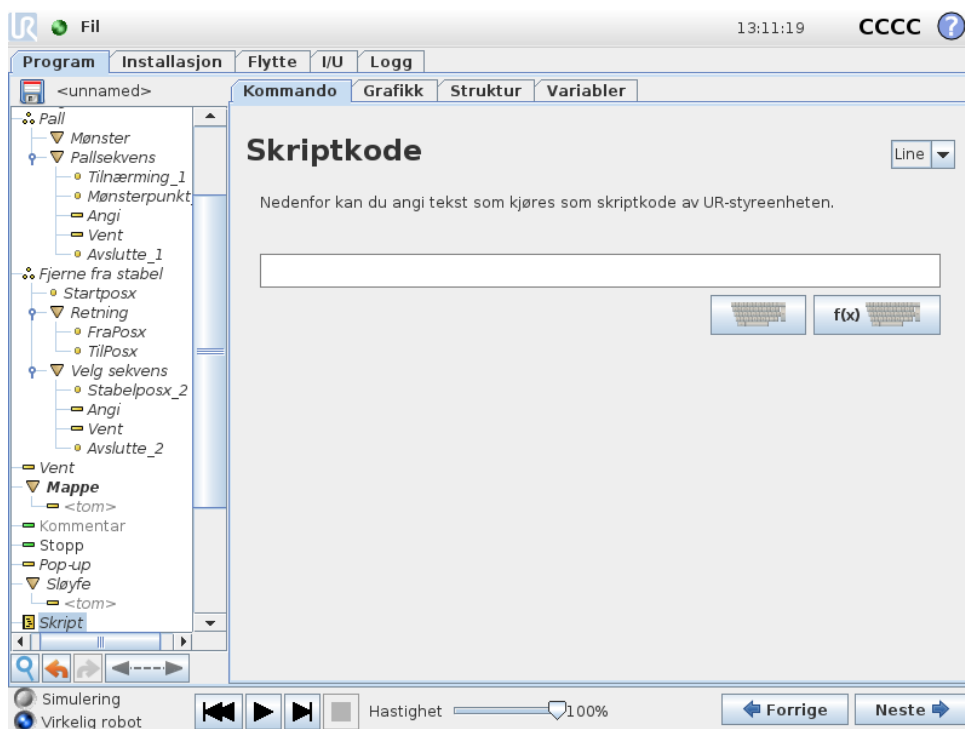 UR Fil 13:11:19 CCCC ?
Program Installasjon Flytte I/U Logg
<unnamed> Kommando Grafikk Struktur Variabler
Pall
Mønster
Pallsekvens
Tilnærming_1
Mønsterpunkt
Angi
Vent
Avslutte_1
Fjerne fra stabel
Startposx
Retning
FraPosx
TilPosx
Velg sekvens
Stabelposx_2
Angi
Vent
Avslutte_2
Vent
Mappe
<tom>
Kommentar
Stopp
Pop-up
Sløyfe
<tom>
Skript
Skriptkode
Line
Nedenfor kan du angi tekst som kjøres som skriptkode av UR-styreenheten.
f(x)
Simulering
Virkelig robot
Hastighet 100% Forrige Neste